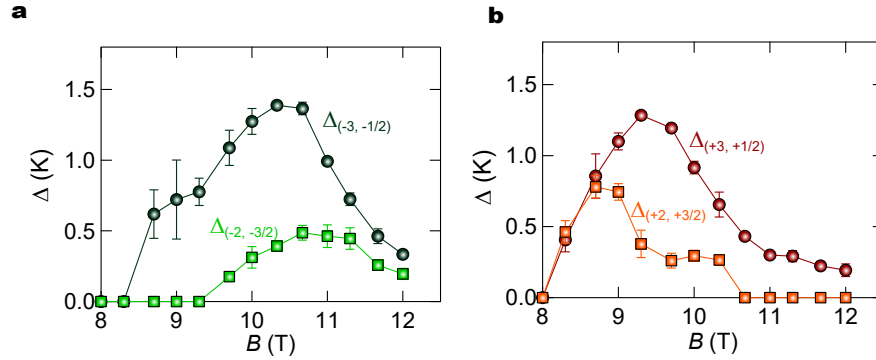 a
1.5
1.0
0.5
0.0
Δ (K)
Δ(-3, -1/2)
Δ(-2, -3/2)
8 9 10 11 12
B (T)
b
1.5
1.0
0.5
0.0
Δ (K)
Δ(+3, +1/2)
Δ(+2, +3/2)
8 9 10 11 12
B (T)